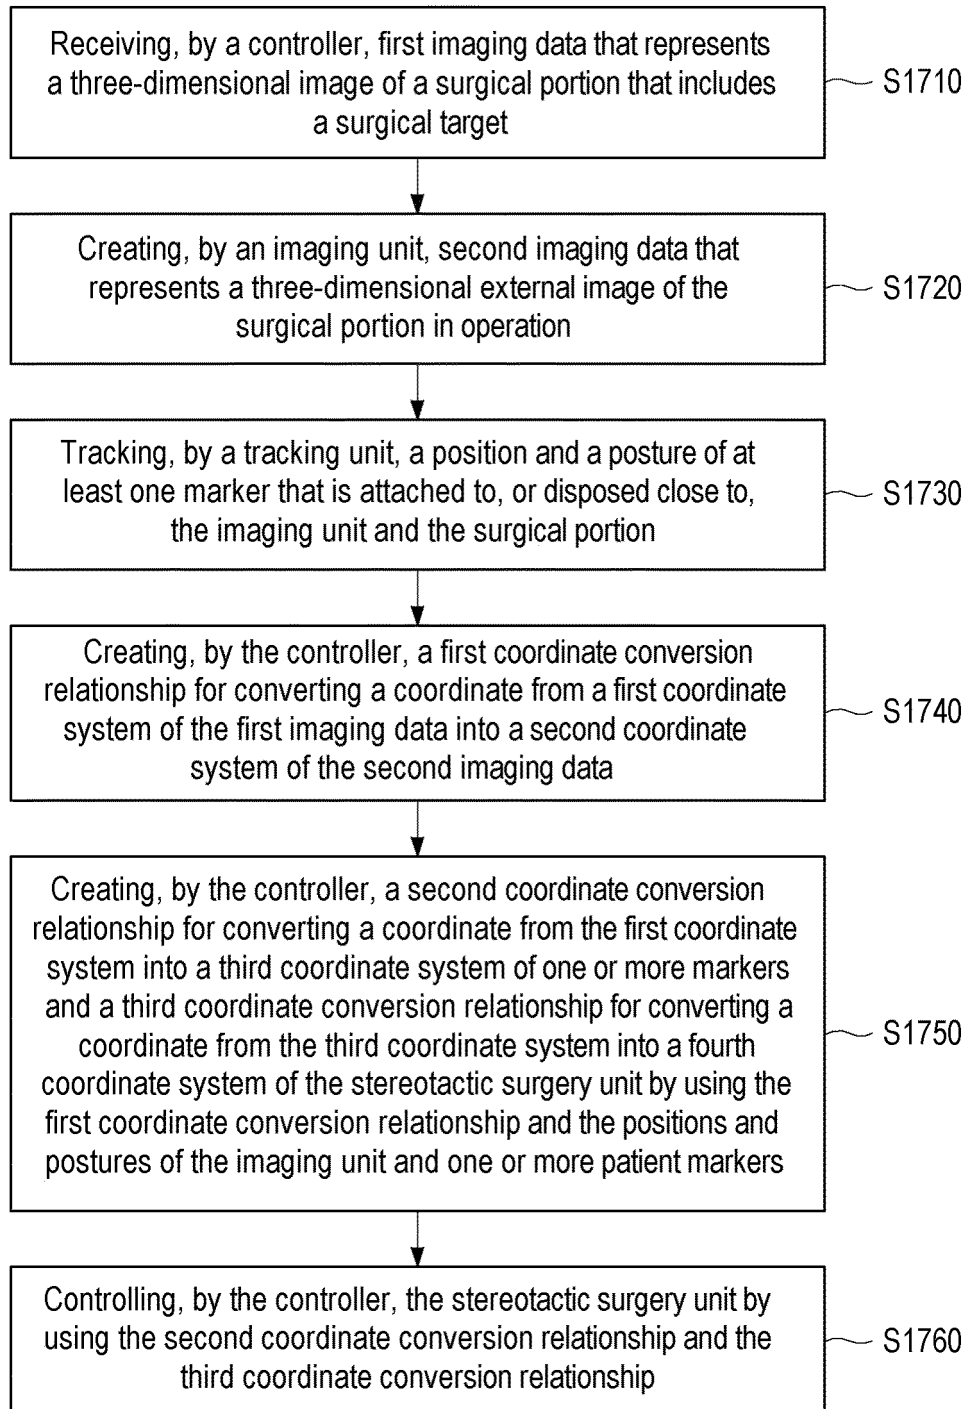 Receiving, by a controller, first imaging data that represents
a three-dimensional image of a surgical portion that includes
a surgical target
S1710
Creating, by an imaging unit, second imaging data that
represents a three-dimensional external image of the
surgical portion in operation
S1720
Tracking, by a tracking unit, a position and a posture of at
least one marker that is attached to, or disposed close to,
the imaging unit and the surgical portion
S1730
Creating, by the controller, a first coordinate conversion
relationship for converting a coordinate from a first coordinate
system of the first imaging data into a second coordinate
system of the second imaging data
S1740
Creating, by the controller, a second coordinate conversion
relationship for converting a coordinate from the first coordinate
system into a third coordinate system of one or more markers
and a third coordinate conversion relationship for converting a
coordinate from the third coordinate system into a fourth
coordinate system of the stereotactic surgery unit by using the
first coordinate conversion relationship and the positions and
postures of the imaging unit and one or more patient markers
S1750
Controlling, by the controller, the stereotactic surgery unit by
using the second coordinate conversion relationship and the
third coordinate conversion relationship
S1760